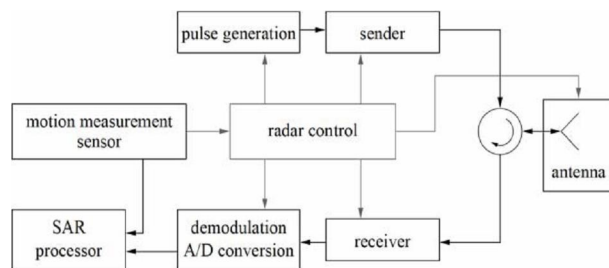 pulse generation
sender
motion measurement
sensor
radar control
antenna
SAR
processor
demodulation
A/D conversion
receiver